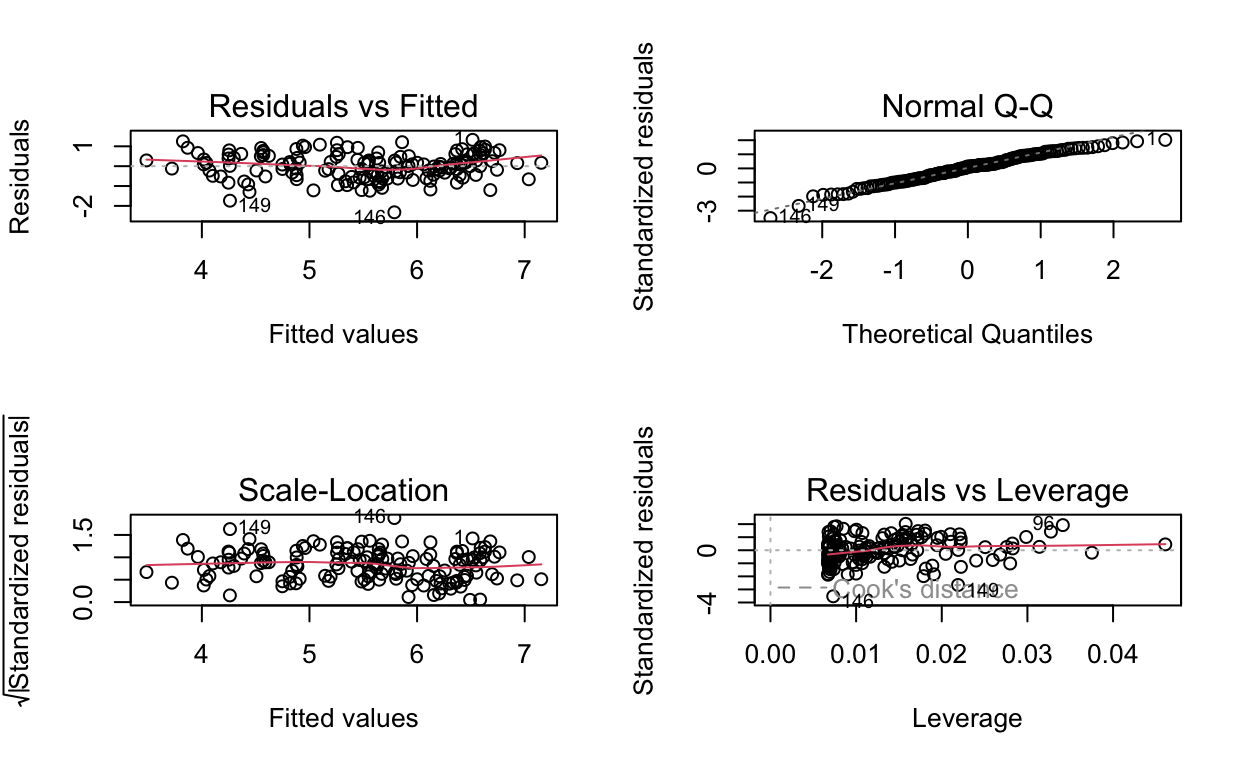 Residuals vs Fitted
Residuals
1
-2
1
149
146
4 5 6 7
Fitted values
Normal Q-Q
Standardized residuals
0
-3
1
149
146
-2 -1 0 1 2
Theoretical Quantiles
Scale-Location
√|Standardized residuals|
1.5
0.0
149
146
1
4 5 6 7
Fitted values
Residuals vs Leverage
Standardized residuals
0
-4
96
Cook's distance
149
146
0.00 0.01 0.02 0.03 0.04
Leverage